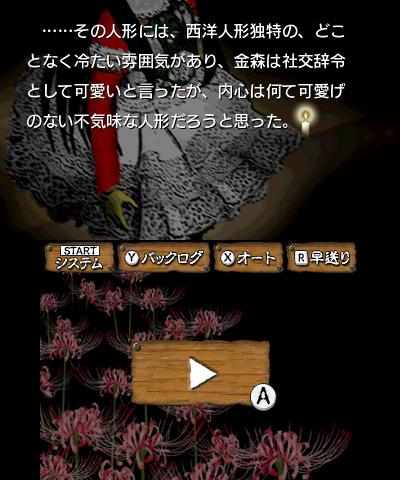 ……その人形には、西洋人形独特の、どこ
となく冷たい雰囲気があり、金森は社交辞令
として可愛いと言ったが、内心は何て可愛げ
のない不気味な人形だろうと思った。
START
システム
Y バックログ
X オート
R 早送り
A